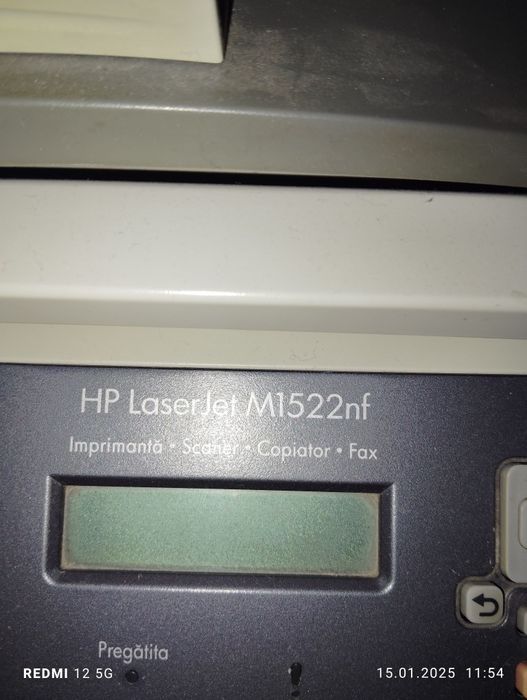 HP LaserJet M1522nf
Imprimantă • Scaner • Copiator • Fax
Pregătita
REDMI 12 5G
15.01.2025 11:54